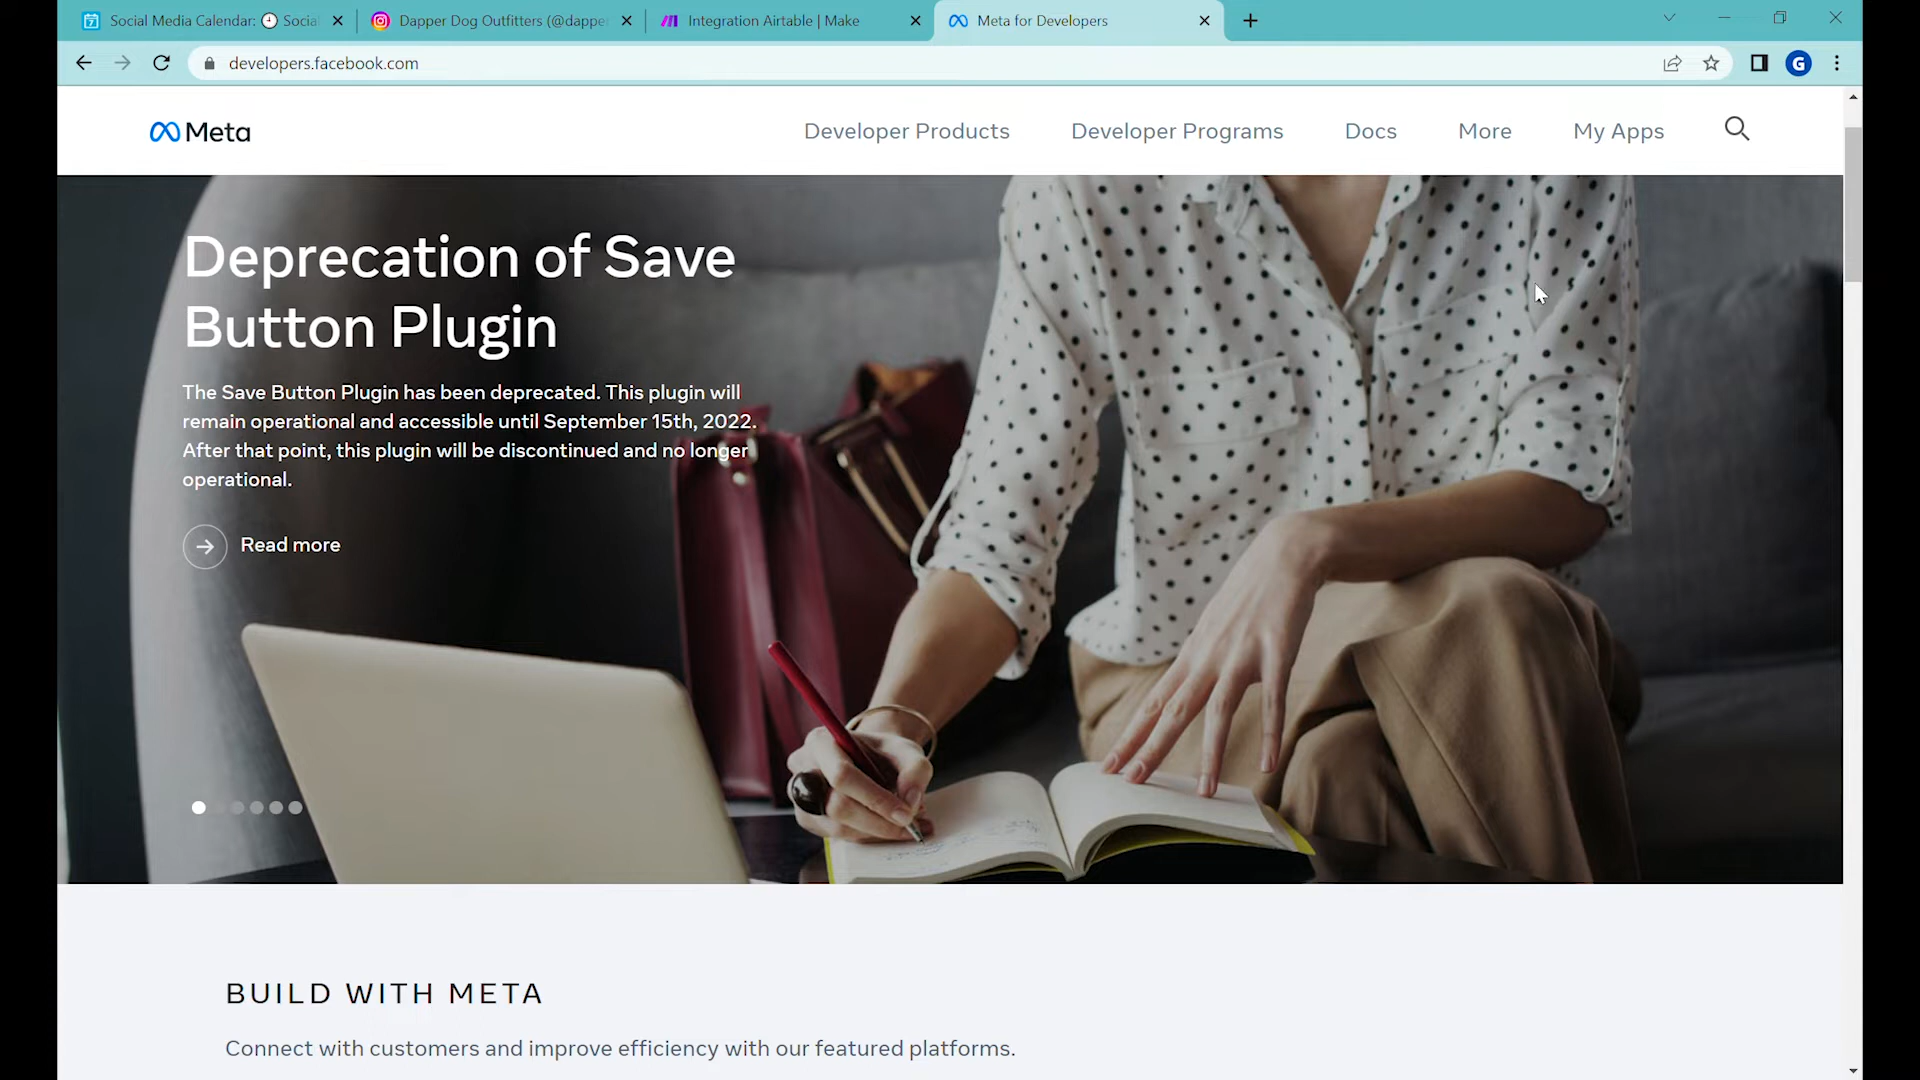 Social Media Calendar: Social
Dapper Dog Outfitters (@dappe
Integration Airtable | Make
Meta for Developers
developers.facebook.com
G
Meta
Developer Products
Developer Programs
Docs
More
My Apps
Deprecation of Save
Button Plugin
The Save Button Plugin has been deprecated. This plugin will
remain operational and accessible until September 15th, 2022.
After that point, this plugin will be discontinued and no longer
operational.
Read more
BUILD WITH META
Connect with customers and improve efficiency with our featured platforms.